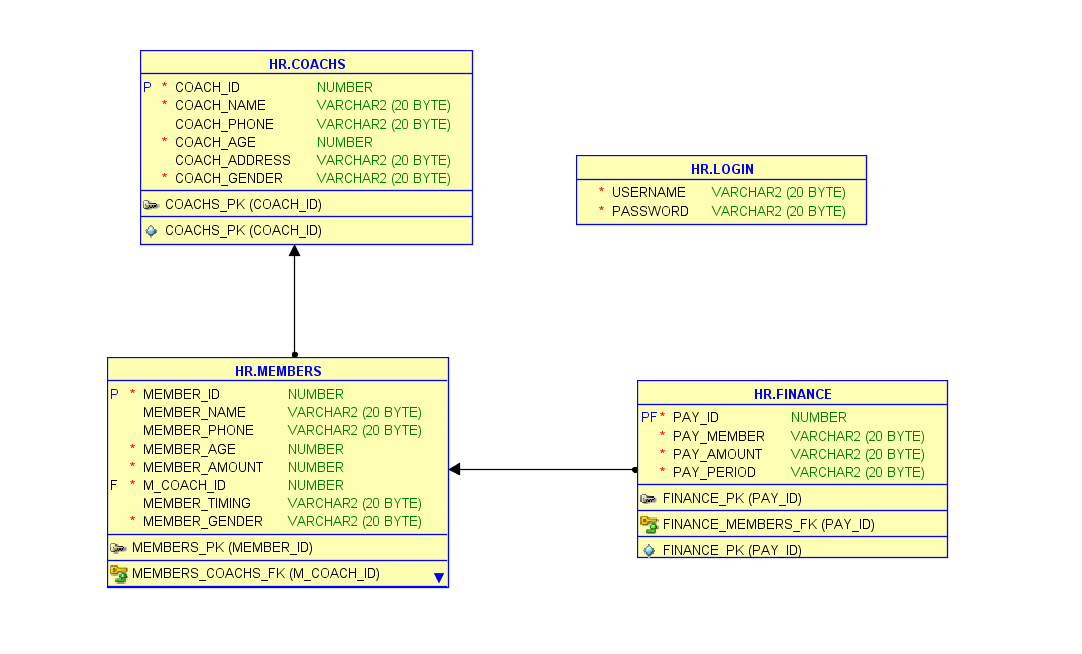 HR.COACHS
P * COACH_ID NUMBER
* COACH_NAME VARCHAR2 (20 BYTE)
COACH_PHONE VARCHAR2 (20 BYTE)
* COACH_AGE NUMBER
COACH_ADDRESS VARCHAR2 (20 BYTE)
* COACH_GENDER VARCHAR2 (20 BYTE)
COACHS_PK (COACH_ID)
COACHS_PK (COACH_ID)
HR.LOGIN
* USERNAME VARCHAR2 (20 BYTE)
* PASSWORD VARCHAR2 (20 BYTE)
HR.MEMBERS
P * MEMBER_ID NUMBER
MEMBER_NAME VARCHAR2 (20 BYTE)
MEMBER_PHONE VARCHAR2 (20 BYTE)
* MEMBER_AGE NUMBER
* MEMBER_AMOUNT NUMBER
F * M_COACH_ID NUMBER
MEMBER_TIMING VARCHAR2 (20 BYTE)
* MEMBER_GENDER VARCHAR2 (20 BYTE)
MEMBERS_PK (MEMBER_ID)
MEMBERS_COACHS_FK (M_COACH_ID)
HR.FINANCE
PF * PAY_ID NUMBER
* PAY_MEMBER VARCHAR2 (20 BYTE)
* PAY_AMOUNT VARCHAR2 (20 BYTE)
* PAY_PERIOD VARCHAR2 (20 BYTE)
FINANCE_PK (PAY_ID)
FINANCE_MEMBERS_FK (PAY_ID)
FINANCE_PK (PAY_ID)